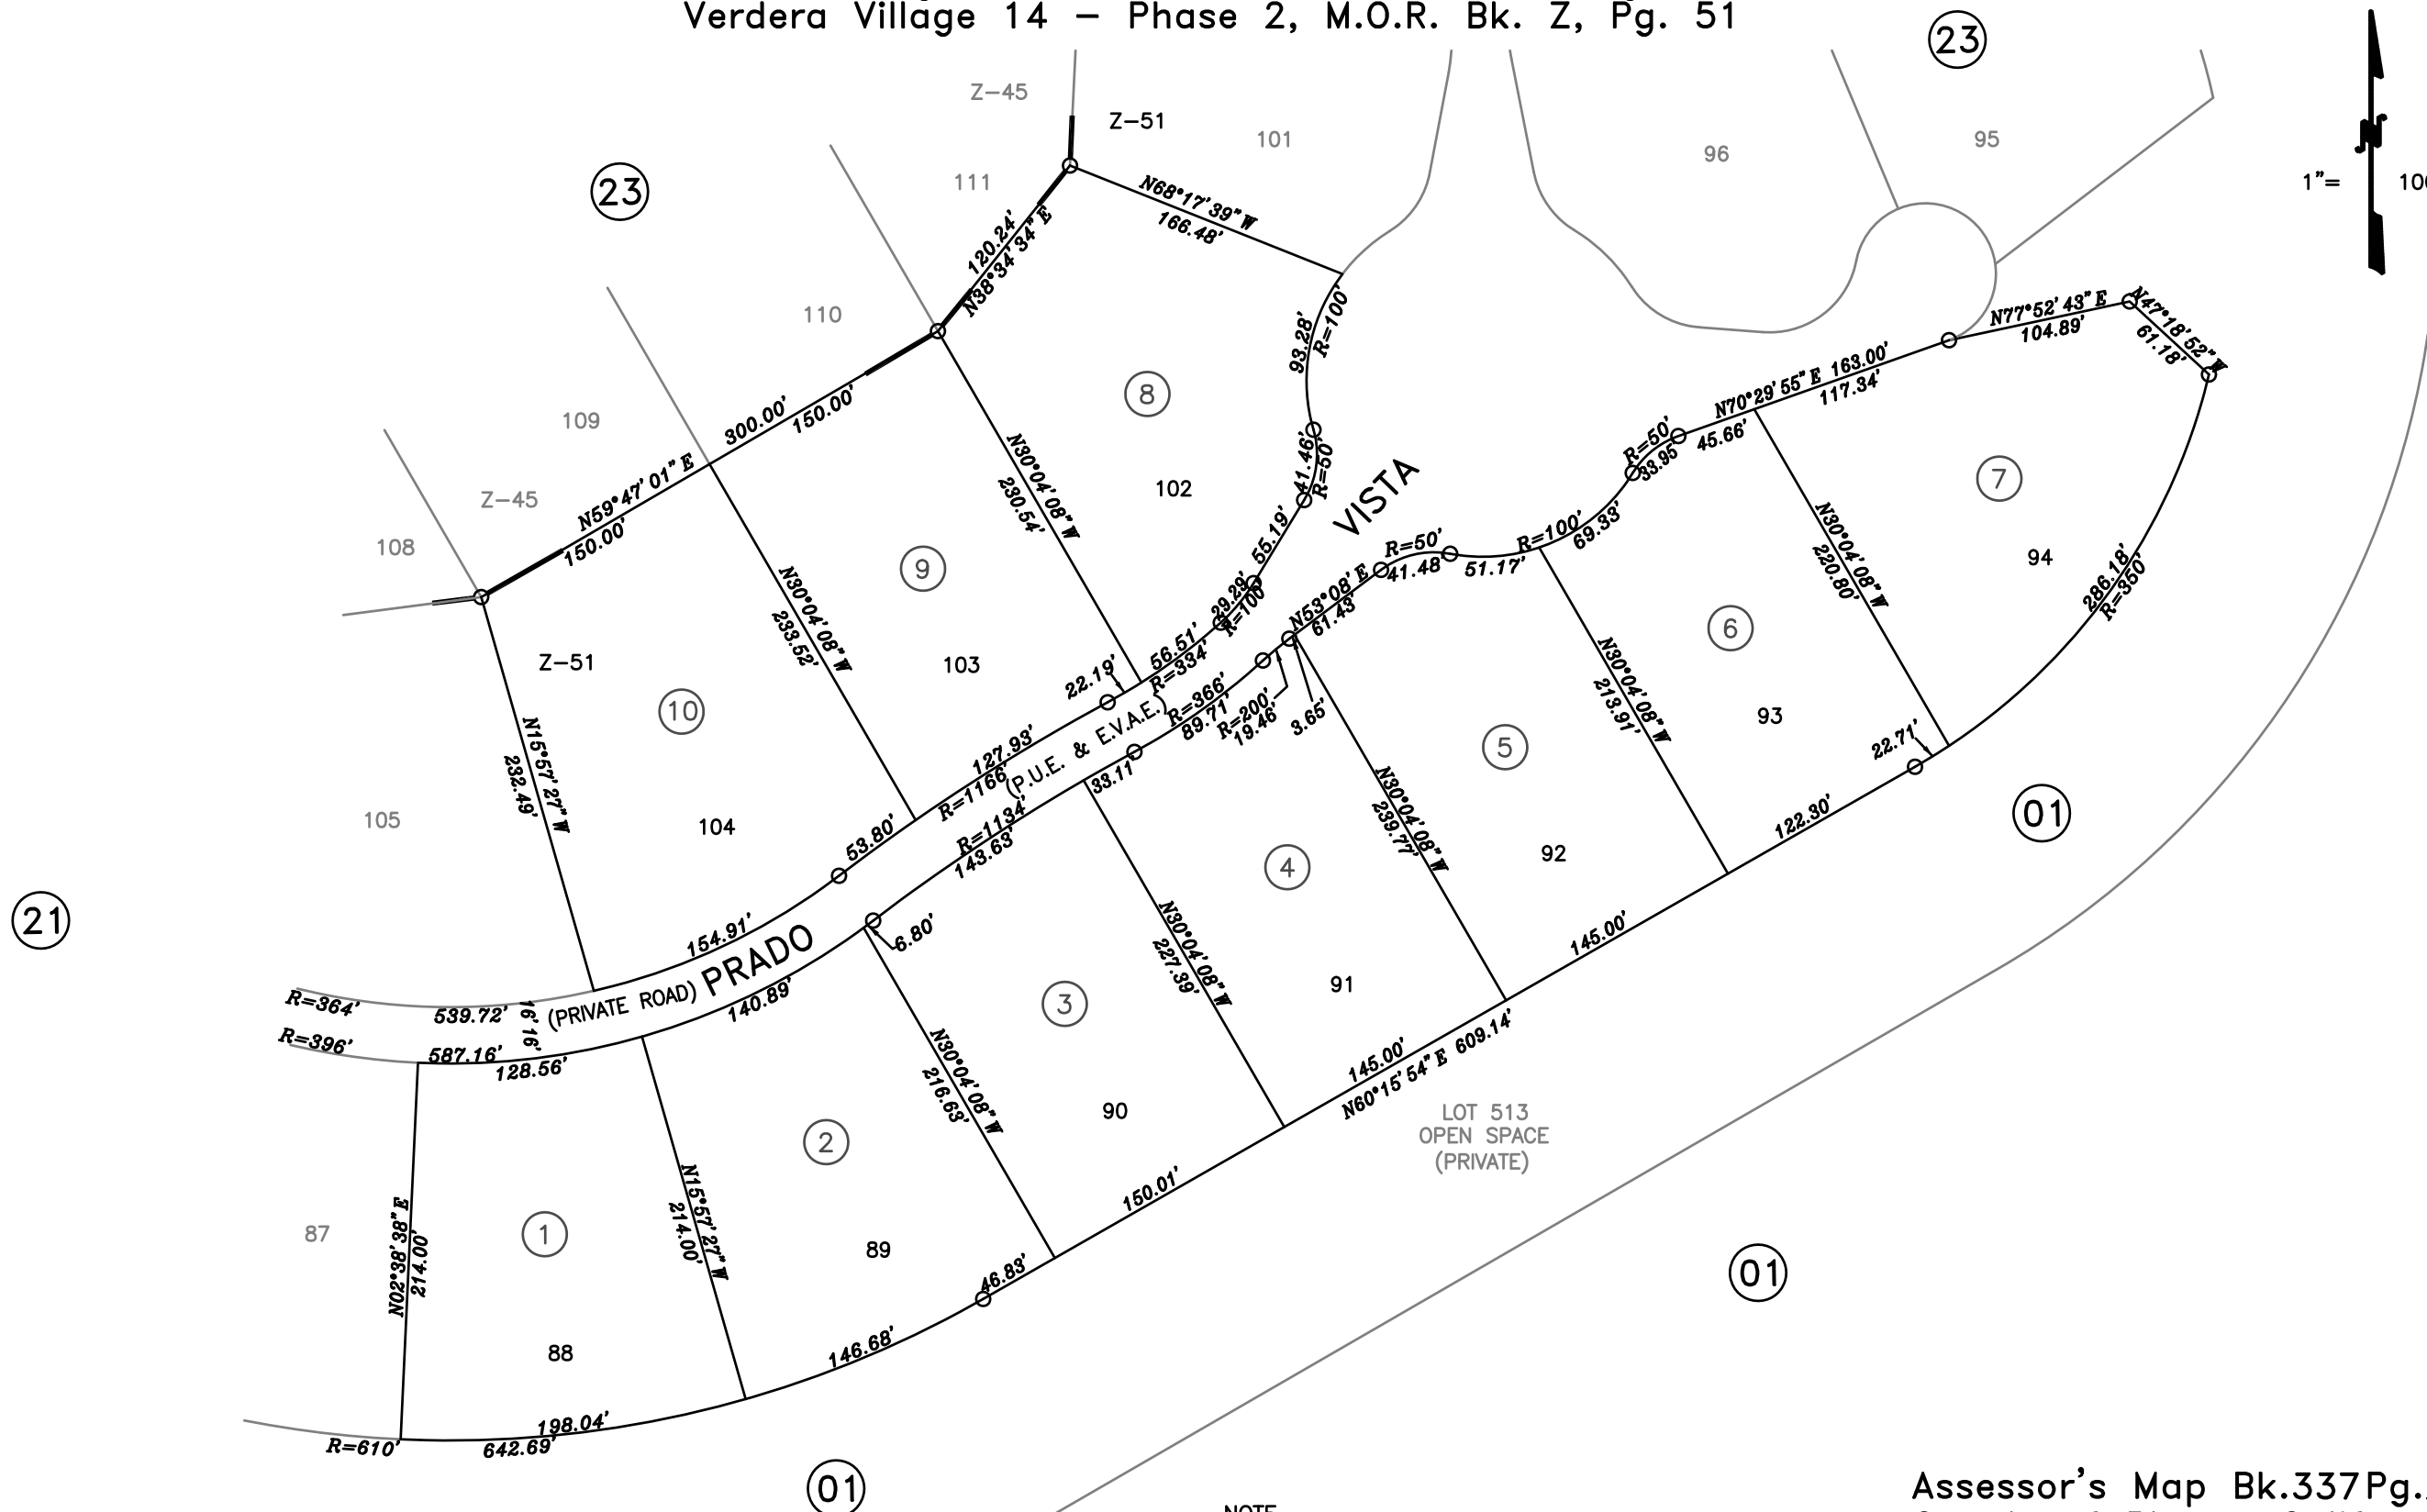 Verdera Village 14 – Phase 2, M.O.R. Bk. Z, Pg. 51
23
23
1"=
Z-45
Z-51
101
96
95
111
N68°17'39"W
166.48'
120.24'
N38°34'34"E
110
93.28'
R=100'
8
N77°52'43"E
104.89'
N47°18'52"W
61.18'
N70°29'55"E 163.00'
117.34'
45.66'
R=50'
33.95'
300.00'
150.00'
109
N59°47'01"E
150.00'
Z-45
108
N30°04'08"W
230.54'
102
41.46'
R=50'
VISTA
7
94
N30°04'08"W
220.80'
286.18'
R=350'
9
103
N30°04'08"W
233.52'
55.19'
29.29'
R=100'
N53°08'E
61.43'
R=50'
41.48'
51.17'
R=100'
69.33'
6
93
Z-51
10
104
N15°57'27"W
232.49'
105
22.19'
56.51'
R=334'
R=366'
89.71'
R=200'
19.46'
3.65'
N30°04'08"W
213.91'
5
92
22.71'
122.30'
01
127.93'
R=1166'
(P.U.E. & E.V.A.E.)
33.11'
R=1134'
143.63'
53.80'
4
91
N30°04'08"W
239.77'
145.00'
21
154.91'
PRADO
(PRIVATE ROAD)
140.89'
6.80'
R=364'
539.72'
16' 16'
R=396'
587.16'
128.56'
3
90
N30°04'08"W
227.39'
145.00'
N60°15'54"E 609.14'
LOT 513
OPEN SPACE
(PRIVATE)
2
89
N30°04'08"W
216.63'
150.01'
87
N02°38'38"E
214.00'
1
88
N15°57'27"W
214.00'
46.83'
146.68'
01
198.04'
R=610'
642.69'
01
NOTE
Assessor's Map Bk.337Pg.